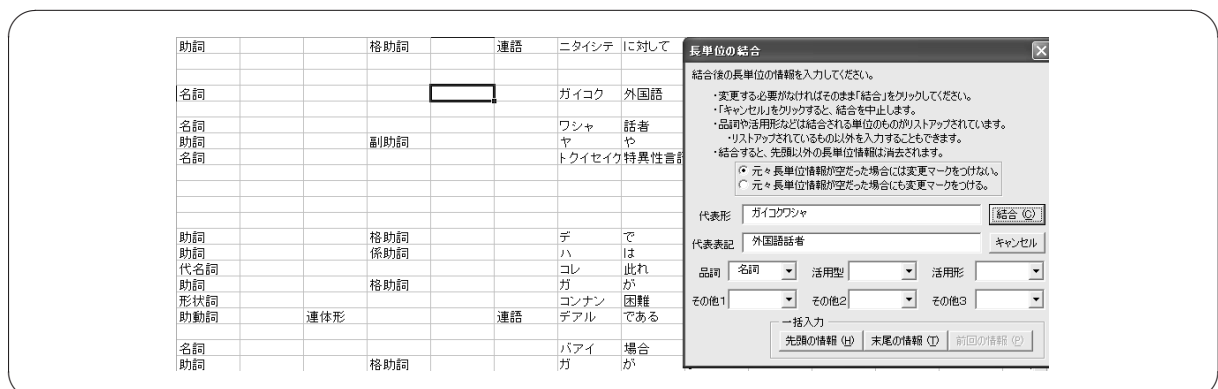 助詞 格助詞 連語 ニタイシテ に対して
名詞 ガイコク 外国語
名詞 ワシャ 話者
助詞 副助詞 ヤ や
名詞 トクイセイゲ 特異性言
助詞 格助詞 デ で
助詞 係助詞 ハ は
代名詞 コレ 此れ
助詞 格助詞 ガ が
形状詞 コンナン 困難
助動詞 連体形 連語 デアル である
名詞 バアイ 場合
助詞 格助詞 ガ が
長単位の結合
結合後の長単位の情報を入力してください。
・変更する必要がなければそのまま「結合」をクリックしてください。
・「キャンセル」をクリックすると、結合を中止します。
・品詞や活用形などは結合される単位のものがリストアップされています。
・リストアップされているもの以外を入力することもできます。
・結合すると、先頭以外の長単位情報は消去されます。
元々長単位情報が空だった場合には変更マークをつけない。
元々長単位情報が空だった場合にも変更マークをつける。
代表形 ガイコクワシャ 結合 (C)
代表表記 外国語話者 キャンセル
品詞 名詞 活用型 活用形
その他1 その他2 その他3
一括入力
先頭の情報 (H) 末尾の情報 (T) 前回の情報 (P)